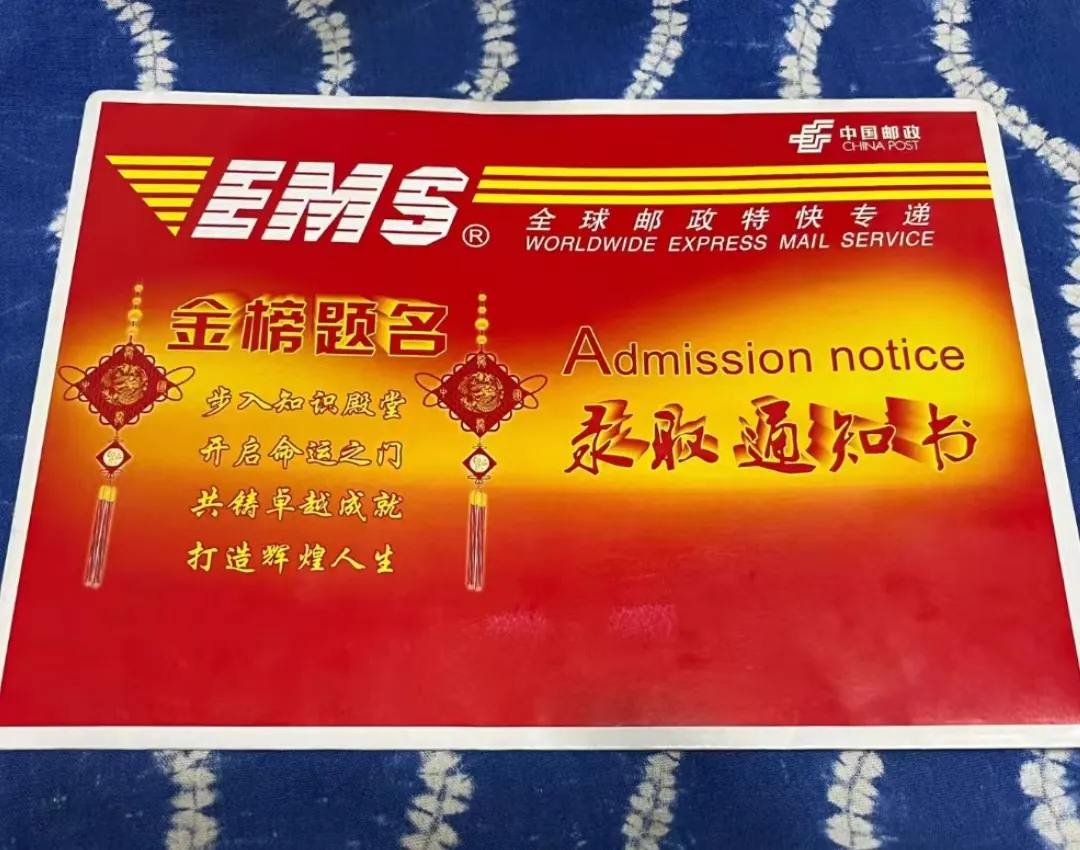 中国邮政
CHINA POST
EMS®
全球邮政特快专递
WORLDWIDE EXPRESS MAIL SERVICE
金榜题名
步入知识殿堂
开启命运之门
共铸卓越成就
打造辉煌人生
Admission notice
录取通知书